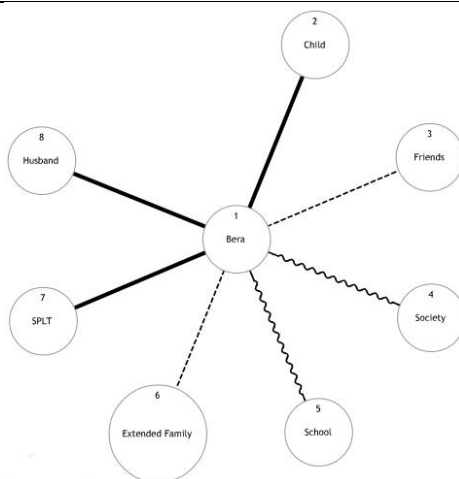 1
Bera
2
Child
3
Friends
4
Society
5
School
6
Extended Family
7
SPLT
8
Husband